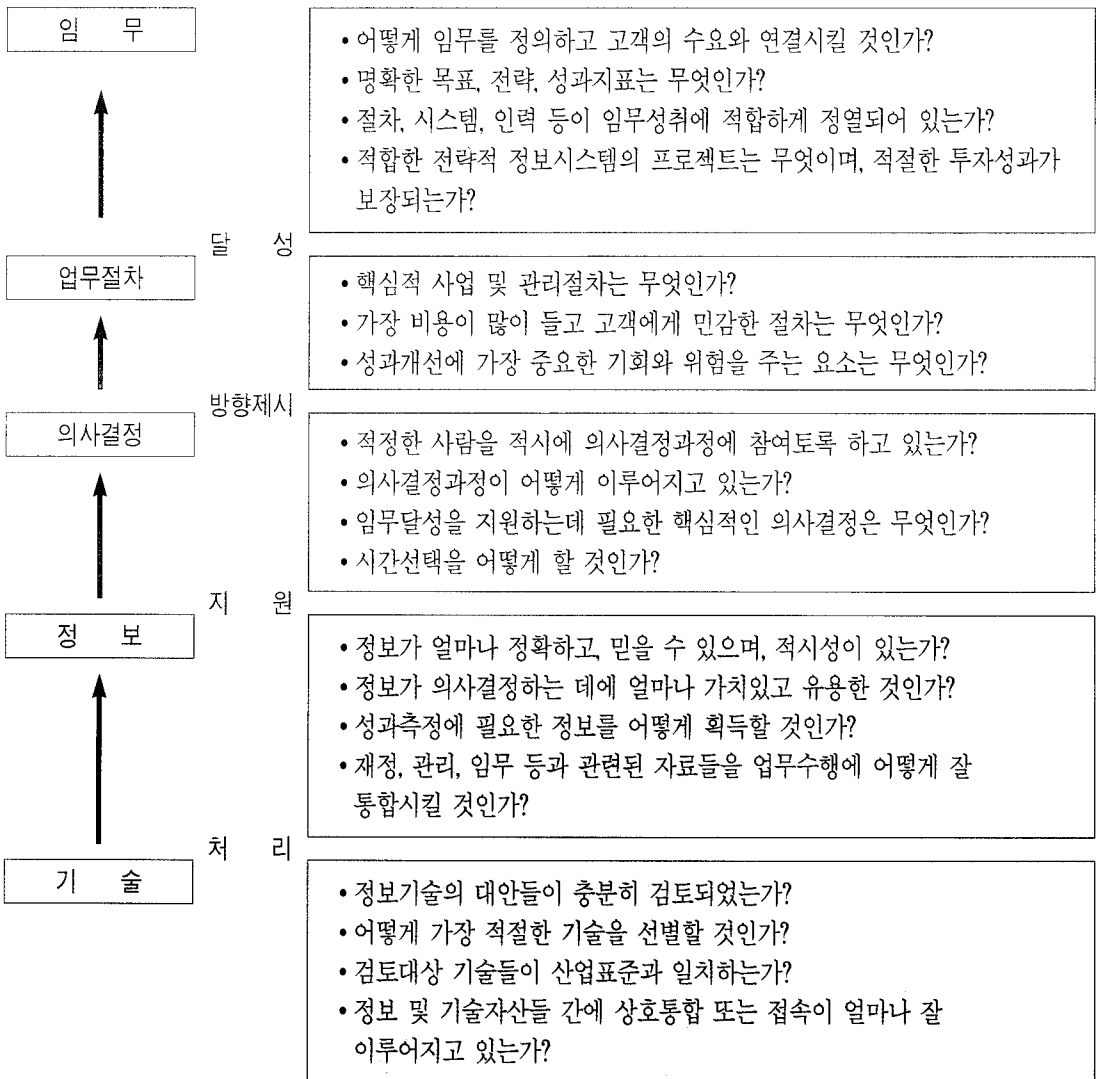 임 무
• 어떻게 임무를 정의하고 고객의 수요와 연결시킬 것인가?
• 명확한 목표, 전략, 성과지표는 무엇인가?
• 절차, 시스템, 인력 등이 임무성취에 적합하게 정열되어 있는가?
• 적합한 전략적 정보시스템의 프로젝트는 무엇이며, 적절한 투자성과가
보장되는가?
달 성
업무절차
• 핵심적 사업 및 관리절차는 무엇인가?
• 가장 비용이 많이 들고 고객에게 민감한 절차는 무엇인가?
• 성과개선에 가장 중요한 기회와 위험을 주는 요소는 무엇인가?
방향제시
의사결정
• 적정한 사람을 적시에 의사결정과정에 참여토록 하고 있는가?
• 의사결정과정이 어떻게 이루어지고 있는가?
• 임무달성을 지원하는데 필요한 핵심적인 의사결정은 무엇인가?
• 시간선택을 어떻게 할 것인가?
지 원
정 보
• 정보가 얼마나 정확하고, 믿을 수 있으며, 적시성이 있는가?
• 정보가 의사결정하는 데에 얼마나 가치있고 유용한 것인가?
• 성과측정에 필요한 정보를 어떻게 획득할 것인가?
• 재정, 관리, 임무 등과 관련된 자료들을 업무수행에 어떻게 잘
통합시킬 것인가?
처 리
기 술
• 정보기술의 대안들이 충분히 검토되었는가?
• 어떻게 가장 적절한 기술을 선별할 것인가?
• 검토대상 기술들이 산업표준과 일치하는가?
• 정보 및 기술자산들 간에 상호통합 또는 접속이 얼마나 잘
이루어지고 있는가?